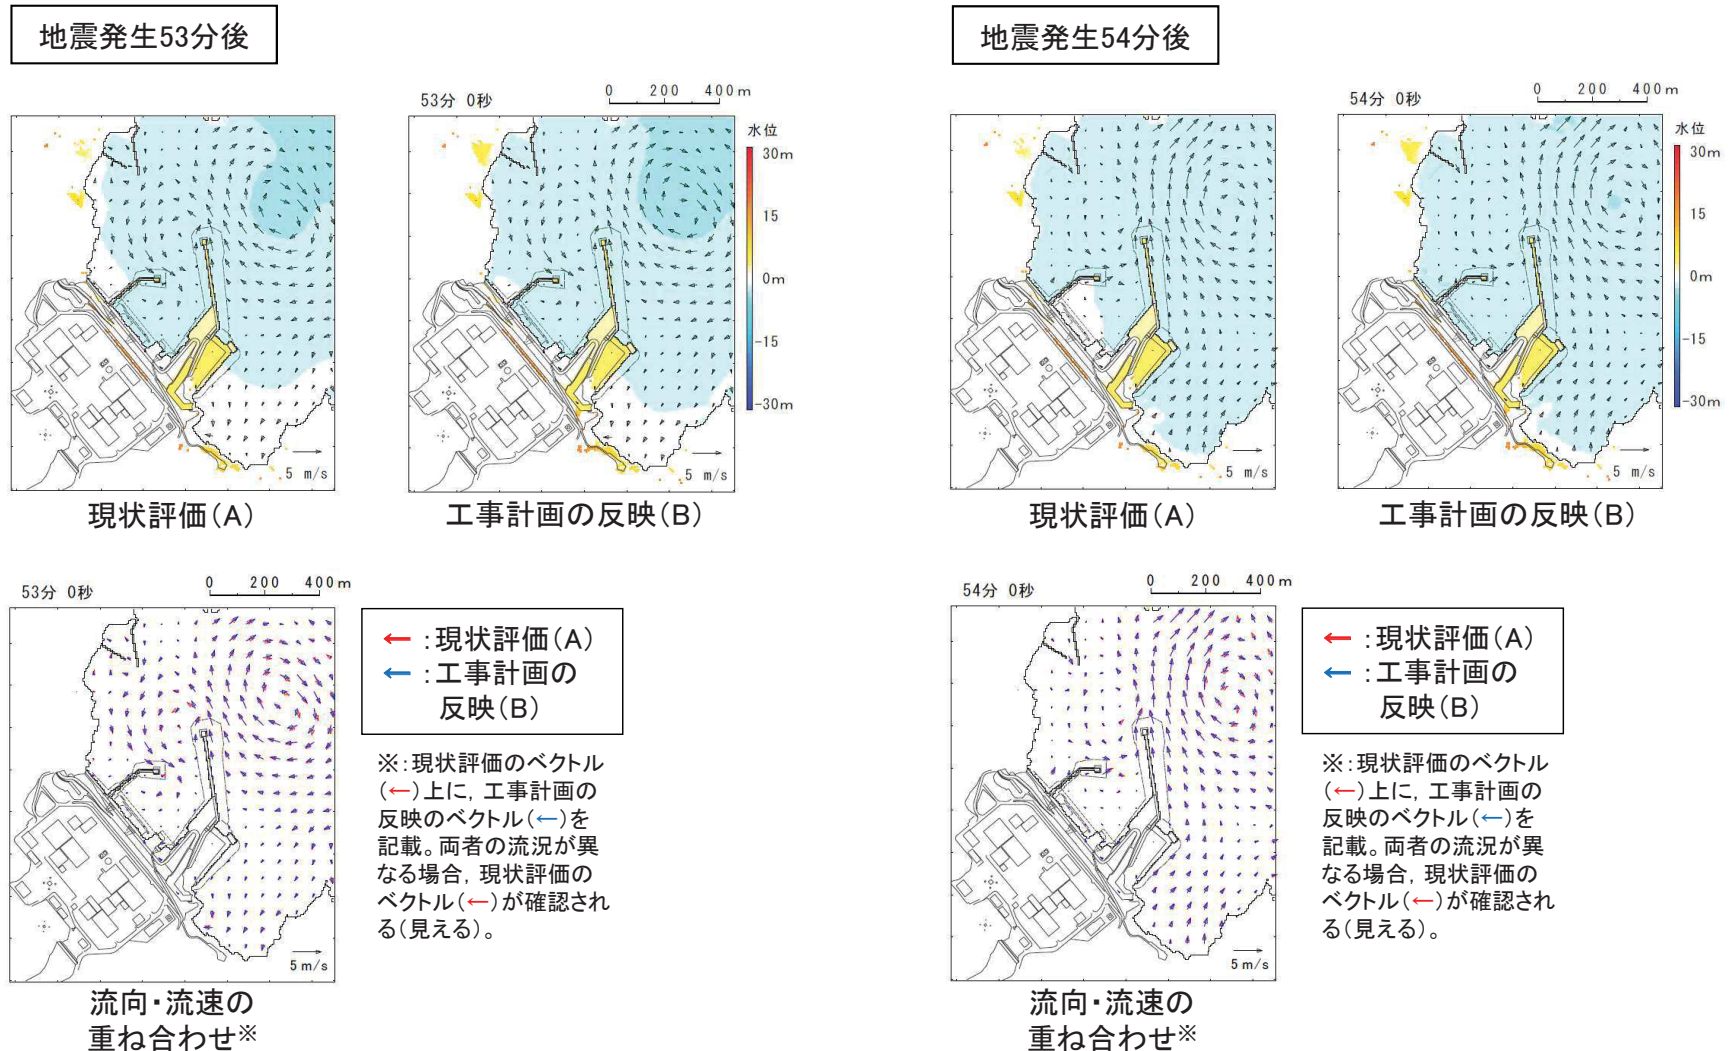 地震発生53分後
53分 0秒
0 200 400m
水位
30m
15
0m
-15
-30m
5 m/s
5 m/s
現状評価(A)
工事計画の反映(B)
53分 0秒
0 200 400m
5m/s
流向・流速の
重ね合わせ※
←:現状評価(A)
←:工事計画の
反映(B)
※:現状評価のベクトル
(←)上に,工事計画の
反映のベクトル(←)を
記載。両者の流況が異
なる場合,現状評価の
ベクトル(←)が確認され
る(見える)。
地震発生54分後
54分 0秒
0 200 400m
水位
30m
15
0m
-15
-30m
5 m/s
5 m/s
現状評価(A)
工事計画の反映(B)
54分 0秒
0 200 400m
5m/s
流向・流速の
重ね合わせ※
←:現状評価(A)
←:工事計画の
反映(B)
※:現状評価のベクトル
(←)上に,工事計画の
反映のベクトル(←)を
記載。両者の流況が異
なる場合,現状評価の
ベクトル(←)が確認され
る(見える)。